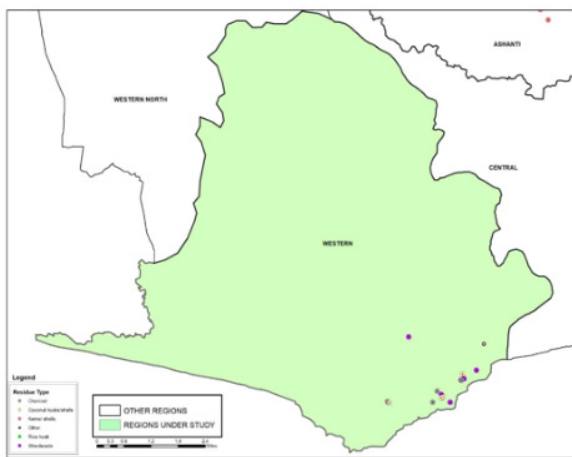 ASHANTI
WESTERN NORTH
CENTRAL
WESTERN
Legend
Residue Type
Charcoal
Coconut husks/shells
Kernel shells
Other
Rice husk
OTHER REGIONS
REGIONS UNDER STUDY